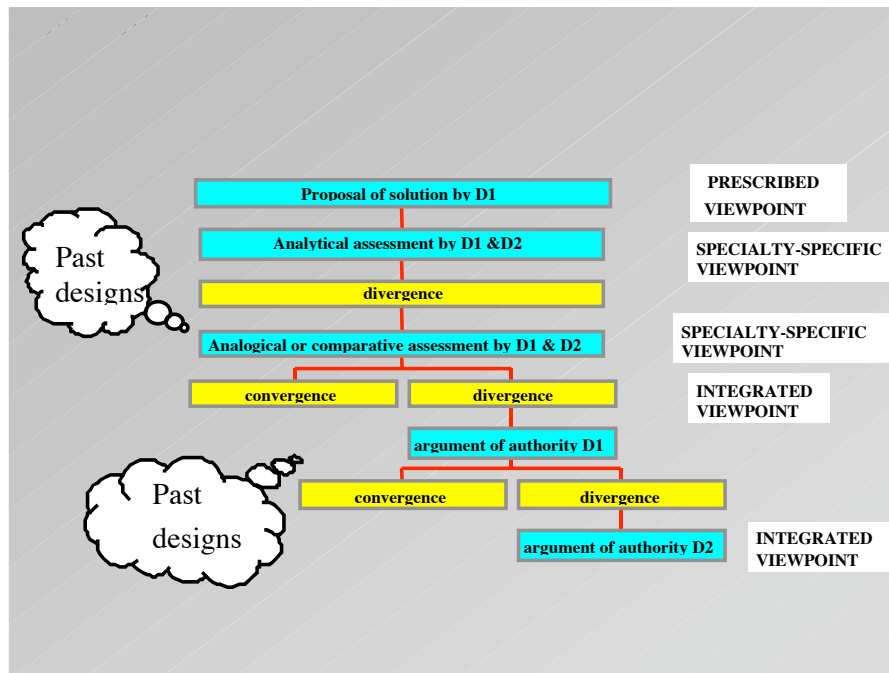 Proposal of solution by D1
PRESCRIBED
VIEWPOINT
Analytical assessment by D1 &D2
SPECIALTY-SPECIFIC
VIEWPOINT
Past
designs
divergence
Analogical or comparative assessment by D1 & D2
SPECIALTY-SPECIFIC
VIEWPOINT
convergence
divergence
INTEGRATED
VIEWPOINT
argument of authority D1
Past
designs
convergence
divergence
argument of authority D2
INTEGRATED
VIEWPOINT